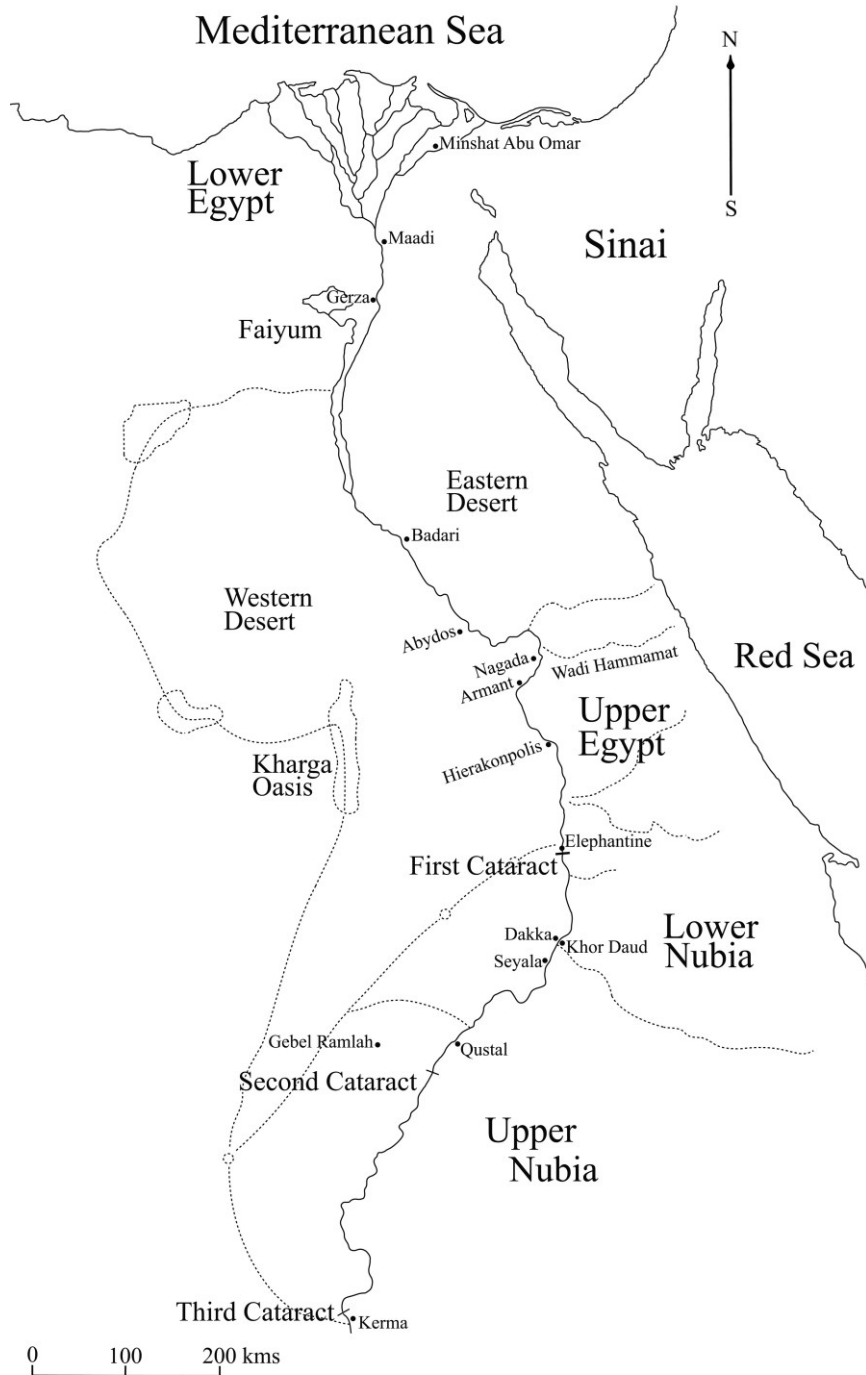 Mediterranean Sea
N
Minshat Abu Omar
Lower
Egypt
S
Maadi
Sinai
Gerza
Faiyum
Eastern
Desert
Badari
Western
Desert
Abydos
Nagada
Wadi Hammamat
Red Sea
Armant
Upper
Egypt
Hierakonpolis
Kharga
Oasis
Elephantine
First Cataract
Lower
Nubia
Dakka
Khor Daud
Seyala
Gebel Ramlah
Qustal
Second Cataract
Upper
Nubia
Third Cataract
Kerma
0 100 200 kms